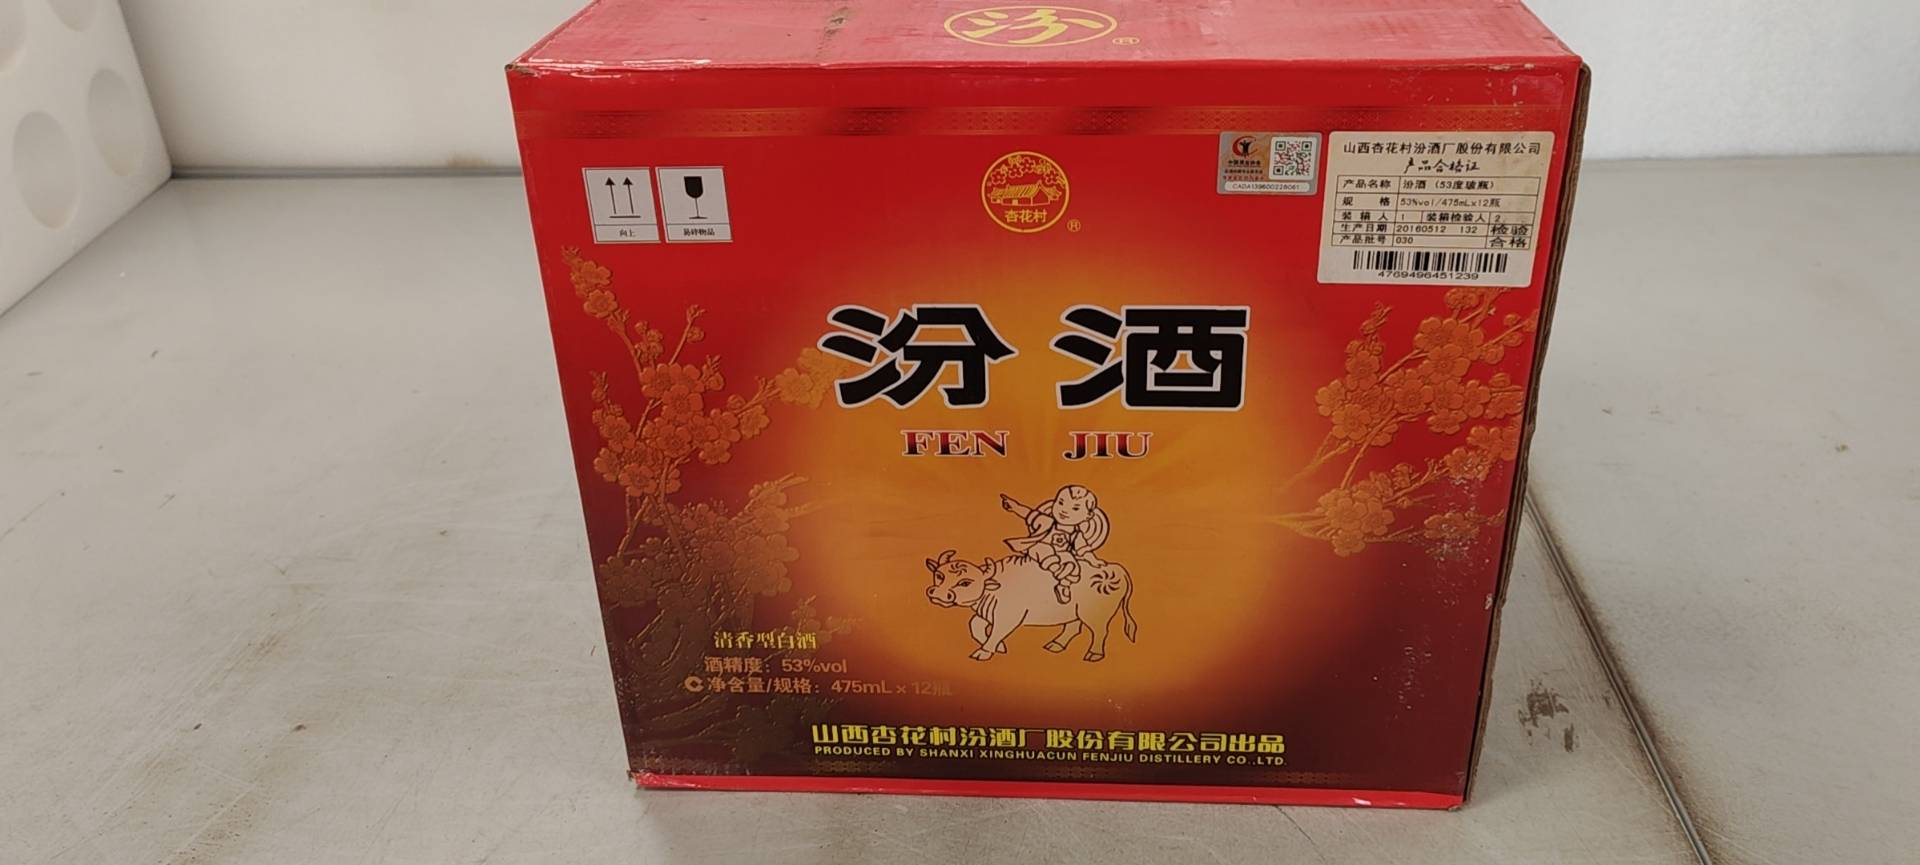 汾®
杏花村®
CADA139600228061
山西杏花村汾酒厂股份有限公司
产品合格证
产品名称 汾酒（53度玻瓶）
规 格 53%vol/475mLx12瓶
装箱人 1 装箱检验人 2
生产日期 20160512 132 检验
产品批号 030 合格
4769496451239
向上
易碎物品
汾酒
FEN JIU
清香型白酒
酒精度：53%vol
净含量/规格：475mL×12瓶
山西杏花村汾酒厂股份有限公司出品
PRODUCED BY SHANXI XINGHUACUN FENJIU DISTILLERY CO.,LTD.